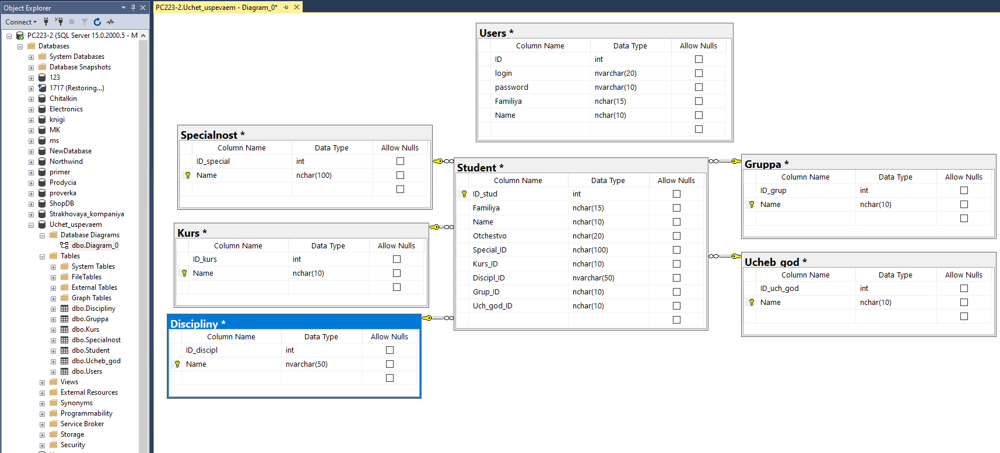 Object Explorer
Connect
PC223-2 (SQL Server 15.0.2000.5 - M
Databases
System Databases
Database Snapshots
123
1717 (Restoring...)
Chitalkin
Electronics
knigi
MK
ms
NewDatabase
Northwind
primer
Prodycia
proverka
ShopDB
Strakhovaya_kompaniya
Uchet_uspevaem
Database Diagrams
dbo.Diagram_0
Tables
System Tables
FileTables
External Tables
Graph Tables
dbo.Discipliny
dbo.Gruppa
dbo.Kurs
dbo.Specialnost
dbo.Student
dbo.Ucheb_god
dbo.Users
Views
External Resources
Synonyms
Programmability
Service Broker
Storage
Security
PC223-2.Uchet_uspevaem - Diagram_0*
Users *
Column Name Data Type Allow Nulls
ID int
login nvarchar(20)
password nvarchar(10)
Familiya nchar(15)
Name nchar(10)
Specialnost *
Column Name Data Type Allow Nulls
ID_special int
Name nchar(100)
Kurs *
Column Name Data Type Allow Nulls
ID_kurs int
Name nchar(10)
Discipliny *
Column Name Data Type Allow Nulls
ID_discipl int
Name nvarchar(50)
Student *
Column Name Data Type Allow Nulls
ID_stud int
Familiya nchar(15)
Name nchar(10)
Otchestvo nchar(20)
Special_ID nchar(100)
Kurs_ID nchar(10)
Discipl_ID nvarchar(50)
Grup_ID nchar(10)
Uch_god_ID nchar(10)
Gruppa *
Column Name Data Type Allow Nulls
ID_grup int
Name nchar(10)
Ucheb_god *
Column Name Data Type Allow Nulls
ID_uch_god int
Name nchar(10)